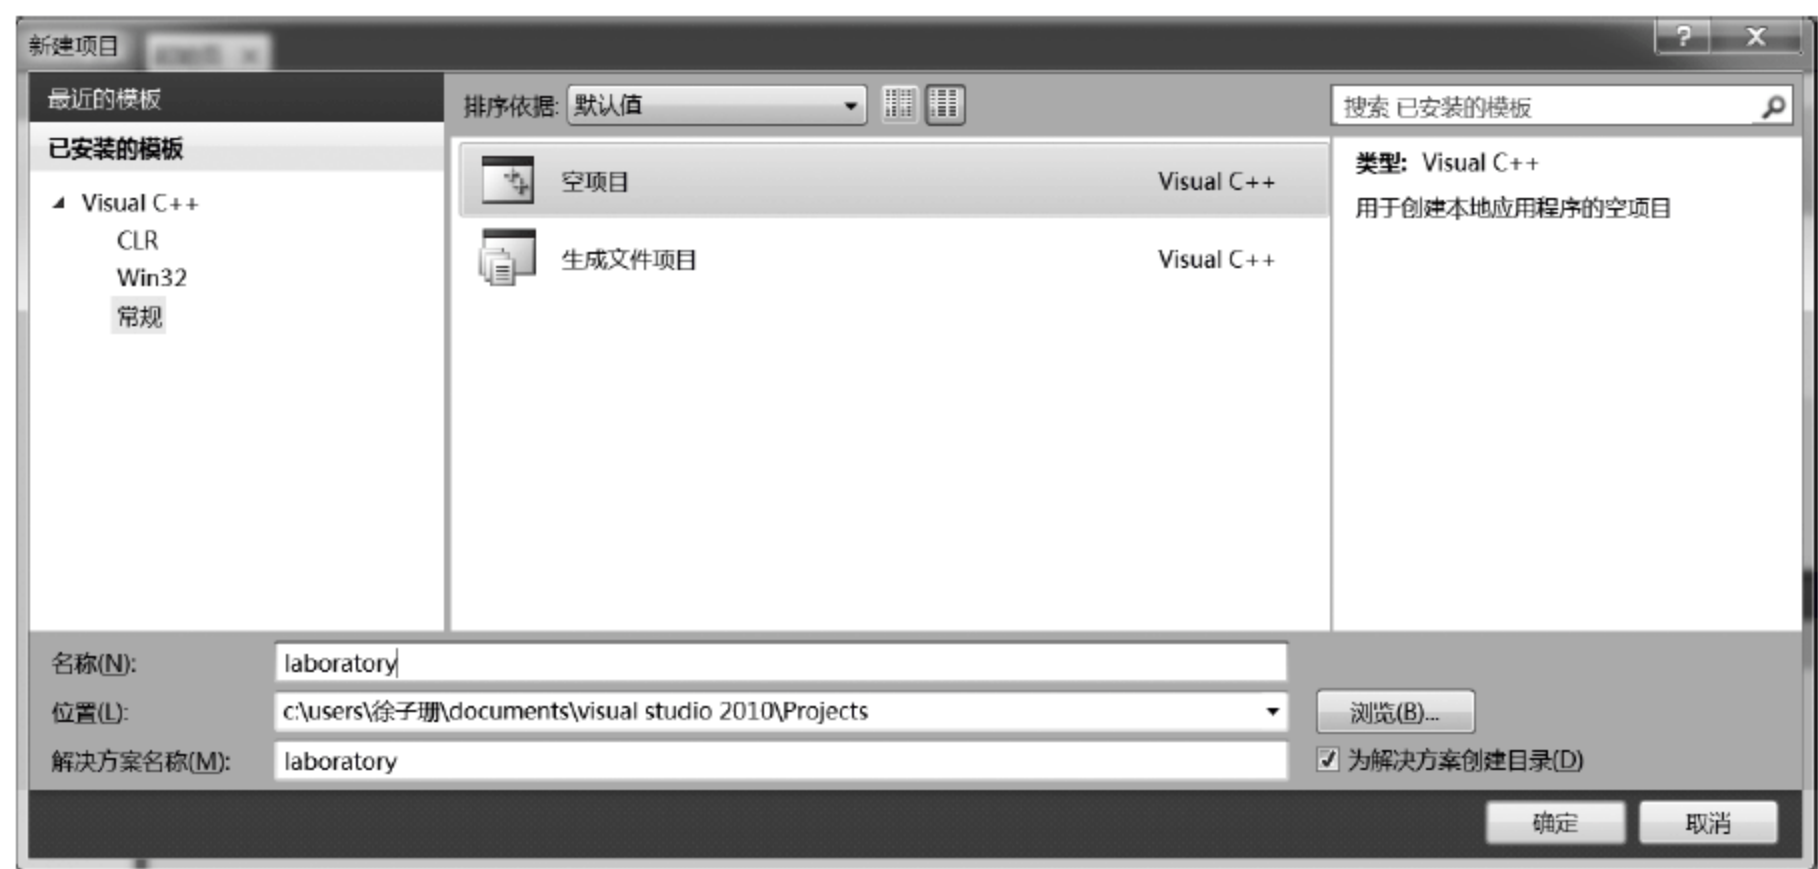 新建项目
? X
最近的模板
已安装的模板
Visual C++
CLR
Win32
常规
排序依据: 默认值
空项目 Visual C++
生成文件项目 Visual C++
搜索 已安装的模板
类型: Visual C++
用于创建本地应用程序的空项目
名称(N): laboratory
位置(L): c:\users\徐子珊\documents\visual studio 2010\Projects 浏览(B)...
解决方案名称(M): laboratory 为解决方案创建目录(D)
确定 取消